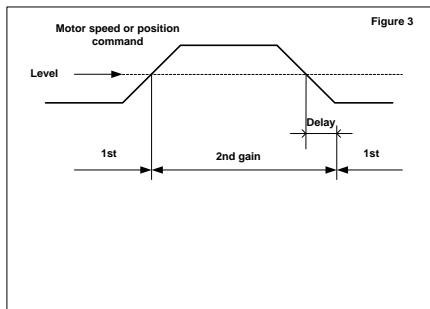 Figure 3
Motor speed or position
command
Level
Delay
1st
2nd gain
1st